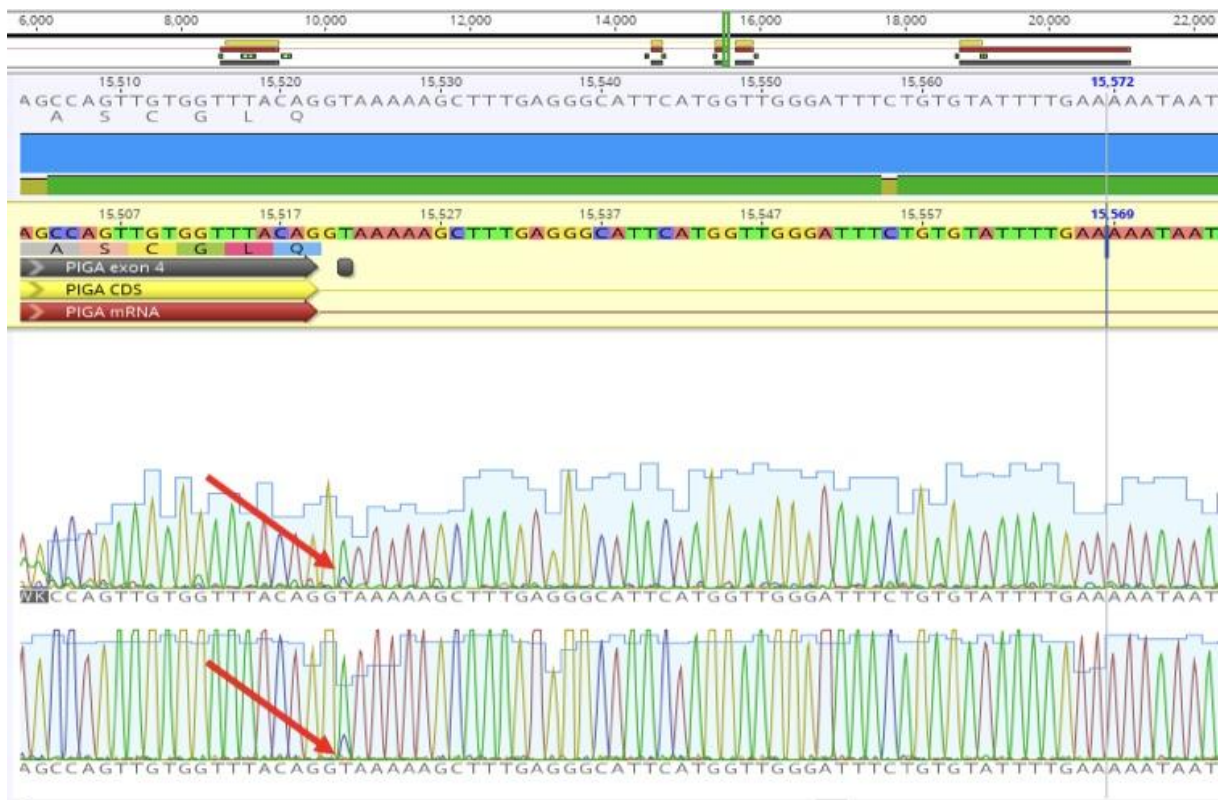 6,000 8,000 10,000 12,000 14,000 16,000 18,000 20,000 22,000
15,510 15,520 15,530 15,540 15,550 15,560 15,572
AGCCAGTTGTGGTTTACAGGTAAAAAGCTTTGAGGGCATTCATGGTTGGGATTTCTGTGTATTTTGAAAAATAAT
A S C G L Q
15,507 15,517 15,527 15,537 15,547 15,557 15,569
AGCCAGTTGTGGTTTACAGGTAAAAAGCTTTGAGGGCATTCATGGTTGGGATTTCTGTGTATTTTGAAAAATAAT
A S C G L Q
PIGA exon 4
PIGA CDS
PIGA mRNA
WKCCAGTTGTGGTTTACAGGTAAAAAGCTTTGAGGGCATTCATGGTTGGGATTTCTGTGTATTTTGAAAAATAAT
AGCCAGTTGTGGTTTACAGGTAAAAAGCTTTGAGGGCATTCATGGTTGGGATTTCTGTGTATTTTGAAAAATAAT